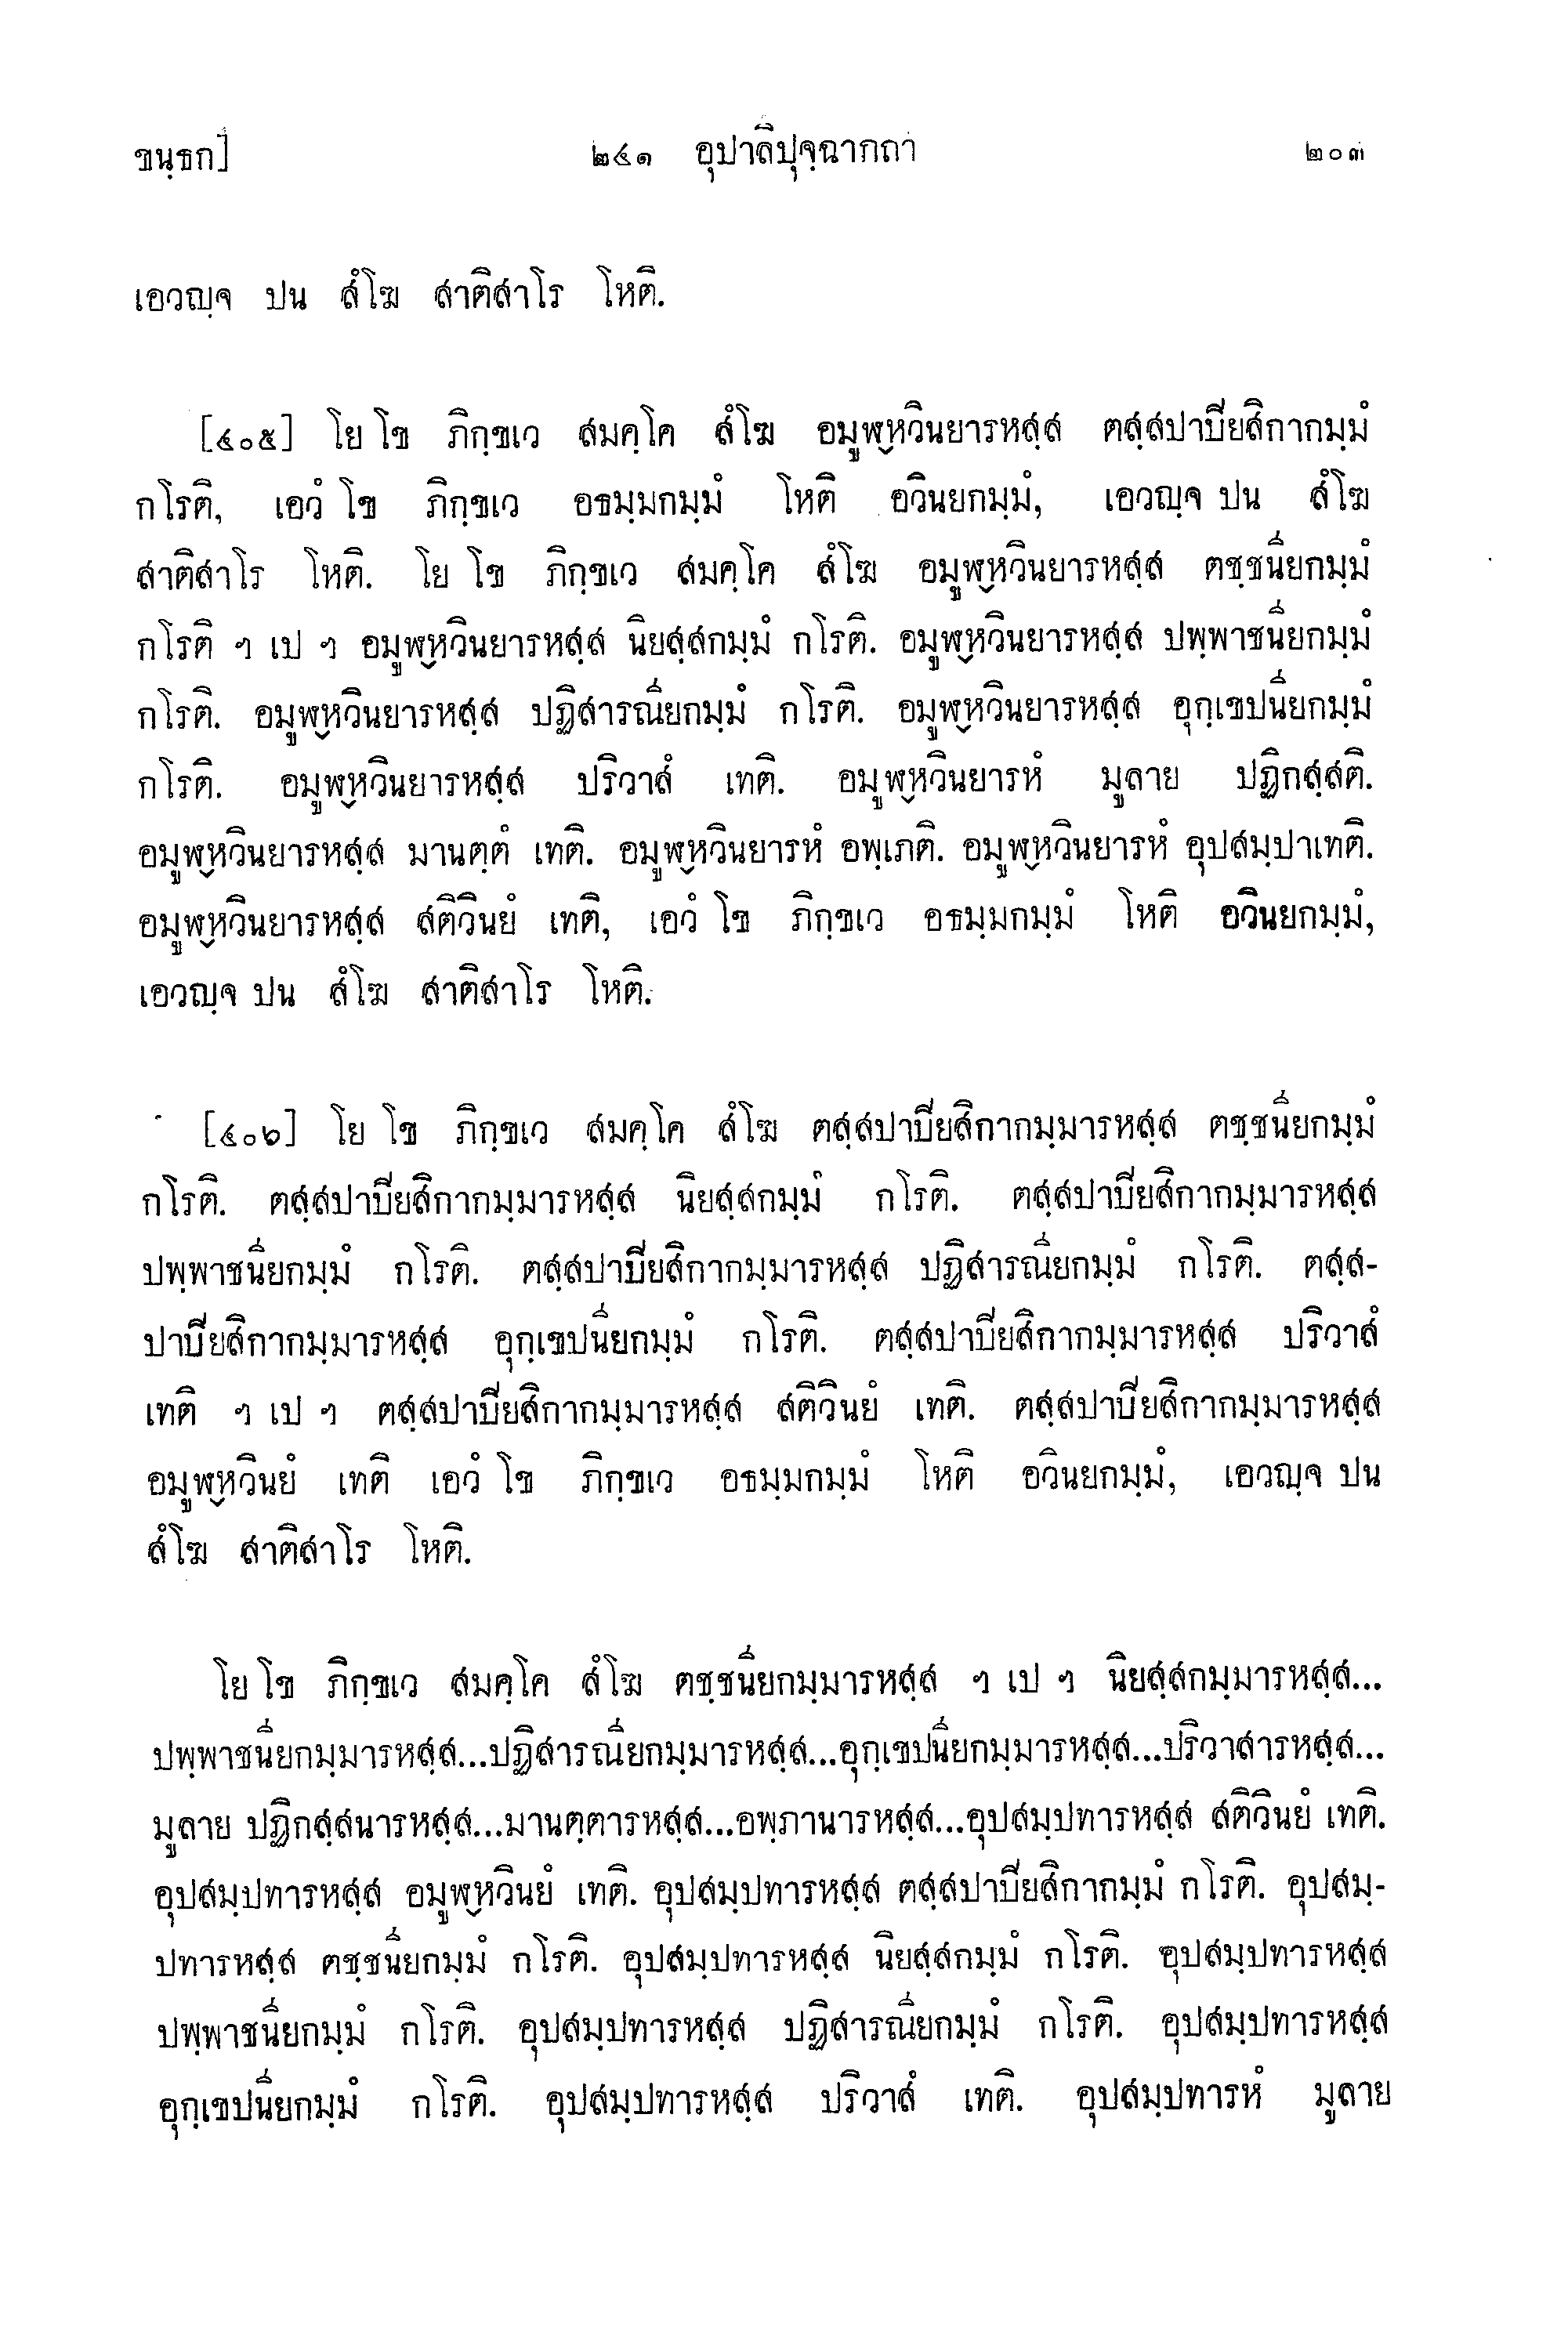 ขนฺธก] ๒๔๑ อุปาลิปุจฺฉากถา ๒๐๓
เอวญฺจ ปน สํโฆ สาติสาโร โหติ.
[๔๐๕] โย โข ภิกฺขเว สมคฺโค สํโฆ อมูฬฺหวินยารหสฺส ตสฺสปาปิยสิกากมฺมํ
กโรติ, เอวํ โข ภิกฺขเว อธมฺมกมฺมํ โหติ อวินยกมฺมํ, เอวญฺจ ปน สํโฆ
สาติสาโร โหติ. โย โข ภิกฺขเว สมคฺโค สํโฆ อมูฬฺหวินยารหสฺส ตชฺชนียกมฺมํ
กโรติ ฯ เป ฯ อมูฬฺหวินยารหสฺส นิยสฺสกมฺมํ กโรติ. อมูฬฺหวินยารหสฺส ปพฺพาชนียกมฺมํ
กโรติ. อมูฬฺหวินยารหสฺส ปฏิสารณียกมฺมํ กโรติ. อมูฬฺหวินยารหสฺส อุกฺเขปนียกมฺมํ
กโรติ. อมูฬฺหวินยารหสฺส ปริวาสํ เทติ. อมูฬฺหวินยารหํ มูลาย ปฏิกสฺสติ.
อมูฬฺหวินยารหสฺส มานตฺตํ เทติ. อมูฬฺหวินยารหํ อพฺเภติ. อมูฬฺหวินยารหํ อุปสมฺปาเทติ.
อมูฬฺหวินยารหสฺส สติวินยํ เทติ, เอวํ โข ภิกฺขเว อธมฺมกมฺมํ โหติ อวินยกมฺมํ,
เอวญฺจ ปน สํโฆ สาติสาโร โหติ.
[๔๐๖] โย โข ภิกฺขเว สมคฺโค สํโฆ ตสฺสปาปิยสิกากมฺมารหสฺส ตชฺชนียกมฺมํ
กโรติ. ตสฺสปาปิยสิกากมฺมารหสฺส นิยสฺสกมฺมํ กโรติ. ตสฺสปาปิยสิกากมฺมารหสฺส
ปพฺพาชนียกมฺมํ กโรติ. ตสฺสปาปิยสิกากมฺมารหสฺส ปฏิสารณียกมฺมํ กโรติ. ตสฺส-
ปาปิยสิกากมฺมารหสฺส อุกฺเขปนียกมฺมํ กโรติ. ตสฺสปาปิยสิกากมฺมารหสฺส ปริวาสํ
เทติ ฯ เป ฯ ตสฺสปาปิยสิกากมฺมารหสฺส สติวินยํ เทติ. ตสฺสปาปิยสิกากมฺมารหสฺส
อมูฬฺหวินยํ เทติ เอวํ โข ภิกฺขเว อธมฺมกมฺมํ โหติ อวินยกมฺมํ, เอวญฺจ ปน
สํโฆ สาติสาโร โหติ.
โย โข ภิกฺขเว สมคฺโค สํโฆ ตชฺชนียกมฺมารหสฺส ฯ เป ฯ นิยสฺสกมฺมารหสฺส...
ปพฺพาชนียกมฺมารหสฺส...ปฏิสารณียกมฺมารหสฺส...อุกฺเขปนียกมฺมารหสฺส...ปริวาสารหสฺส...
มูลาย ปฏิกสฺสนารหสฺส...มานตฺตารหสฺส...อพฺภานารหสฺส...อุปสมฺปทารหสฺส สติวินยํ เทติ.
อุปสมฺปทารหสฺส อมูฬฺหวินยํ เทติ. อุปสมฺปทารหสฺส ตสฺสปาปิยสิกากมฺมํ กโรติ. อุปสมฺ-
ปทารหสฺส ตชฺชนียกมฺมํ กโรติ. อุปสมฺปทารหสฺส นิยสฺสกมฺมํ กโรติ. อุปสมฺปทารหสฺส
ปพฺพาชนียกมฺมํ กโรติ. อุปสมฺปทารหสฺส ปฏิสารณียกมฺมํ กโรติ. อุปสมฺปทารหสฺส
อุกฺเขปนียกมฺมํ กโรติ. อุปสมฺปทารหสฺส ปริวาสํ เทติ. อุปสมฺปทารหํ มูลาย